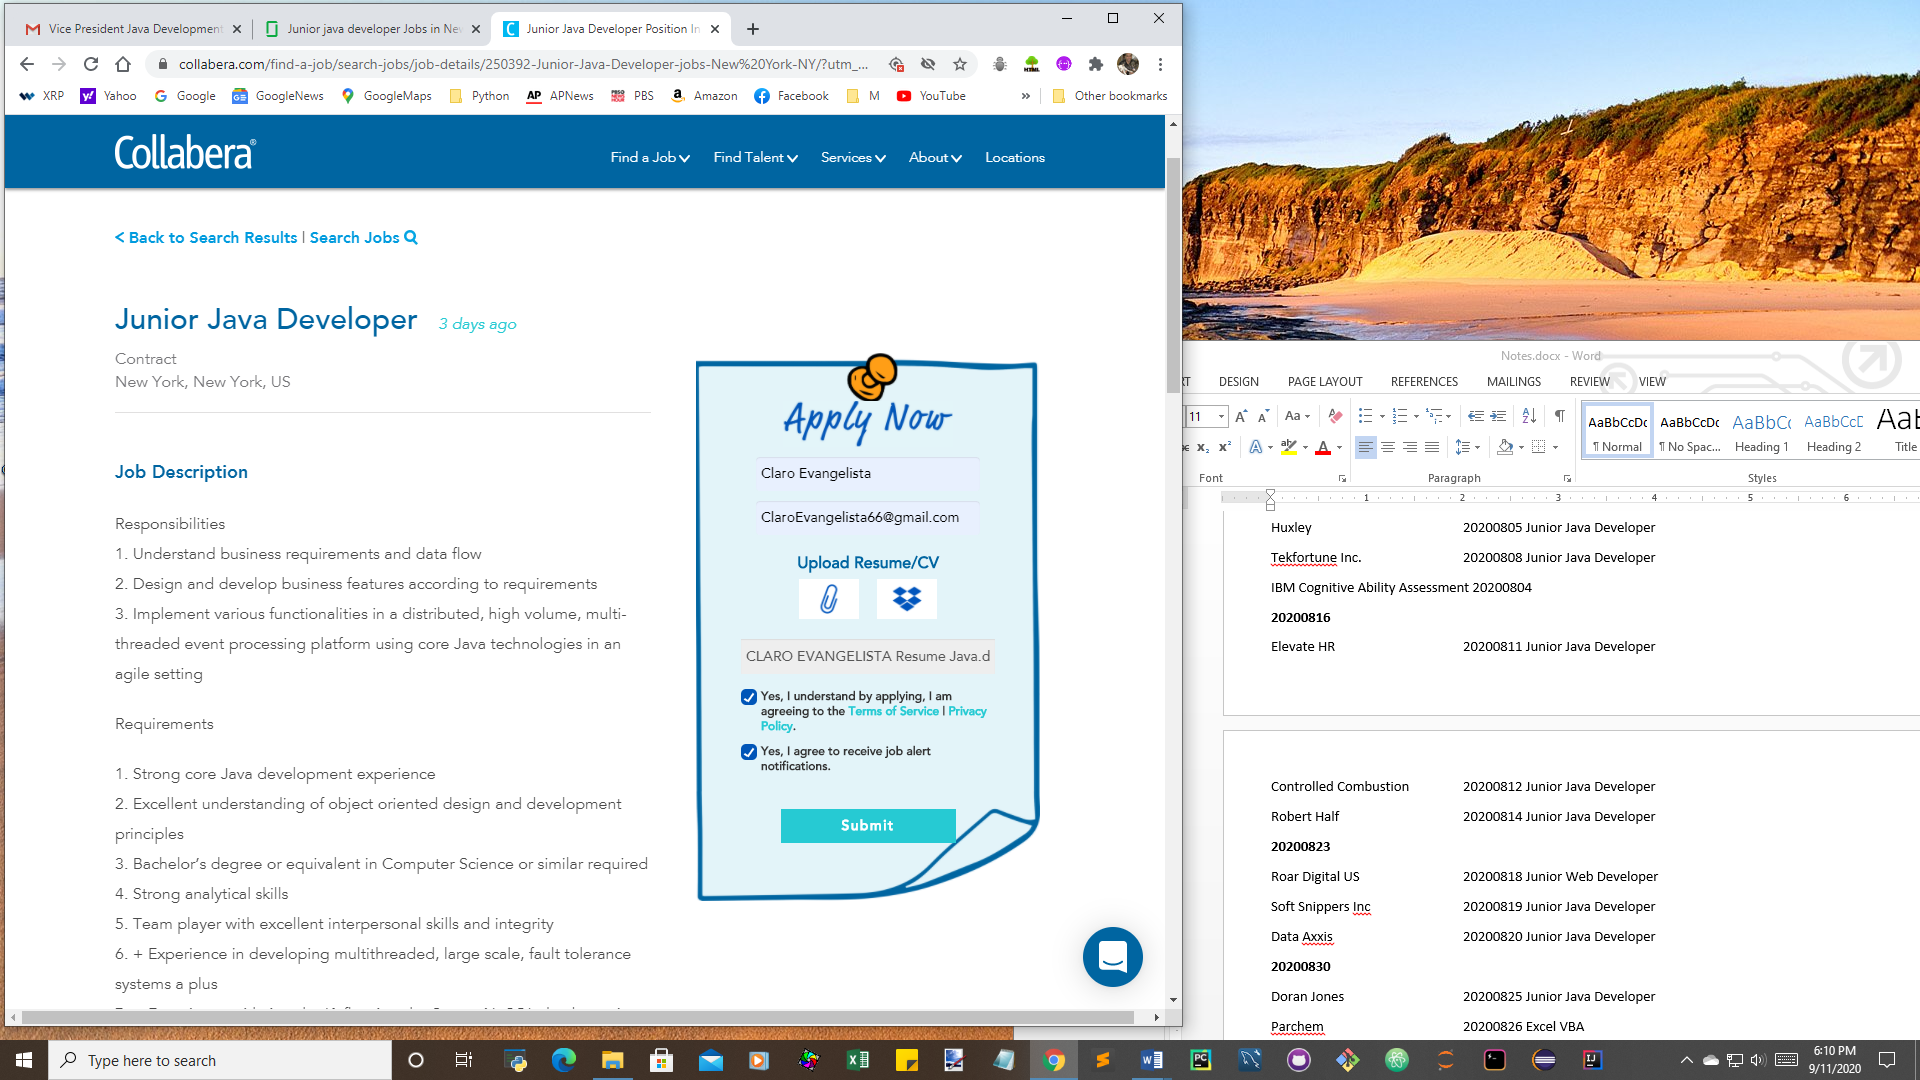 Vice President Java Development
Junior java developer Jobs in Nev
Junior Java Developer Position In
collabera.com/find-a-job/search-jobs/job-details/250392-Junior-Java-Developer-jobs-New%20York-NY/?utm_...
XRP
Yahoo
Google
GoogleNews
GoogleMaps
Python
AP APNews
PBS
Amazon
Facebook
M
YouTube
»
Other bookmarks
Collabera®
Find a Job
Find Talent
Services
About
Locations
< Back to Search Results | Search Jobs
Junior Java Developer 3 days ago
Contract
New York, New York, US
Job Description
Responsibilities
1. Understand business requirements and data flow
2. Design and develop business features according to requirements
3. Implement various functionalities in a distributed, high volume, multi-
threaded event processing platform using core Java technologies in an
agile setting
Requirements
1. Strong core Java development experience
2. Excellent understanding of object oriented design and development
principles
3. Bachelor's degree or equivalent in Computer Science or similar required
4. Strong analytical skills
5. Team player with excellent interpersonal skills and integrity
6. + Experience in developing multithreaded, large scale, fault tolerance
systems a plus
Apply Now
Claro Evangelista
ClaroEvangelista66@gmail.com
Upload Resume/CV
CLARO EVANGELISTA Resume Java.d
Yes, I understand by applying, I am
agreeing to the Terms of Service | Privacy
Policy.
Yes, I agree to receive job alert
notifications.
Submit
Notes.docx - Word
RT
DESIGN
PAGE LAYOUT
REFERENCES
MAILINGS
REVIEW
VIEW
11
Aa
AaBbCcDc
AaBbCcDc
AaBbC
AaBbCcD
AaB
¶ Normal
¶ No Spac...
Heading 1
Heading 2
Title
Font
Paragraph
Styles
1 2 3 4 5 6
Huxley 20200805 Junior Java Developer
Tekfortune Inc. 20200808 Junior Java Developer
IBM Cognitive Ability Assessment 20200804
20200816
Elevate HR 20200811 Junior Java Developer
Controlled Combustion 20200812 Junior Java Developer
Robert Half 20200814 Junior Java Developer
20200823
Roar Digital US 20200818 Junior Web Developer
Soft Snippers Inc 20200819 Junior Java Developer
Data Axxis 20200820 Junior Java Developer
20200830
Doran Jones 20200825 Junior Java Developer
Parchem 20200826 Excel VBA
Type here to search
6:10 PM
9/11/2020